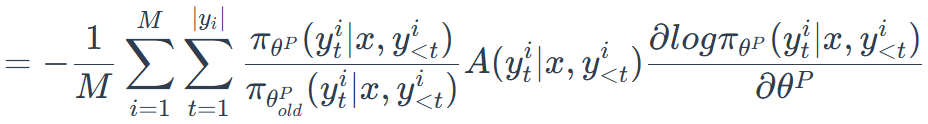 = -\frac{1}{M} \sum_{i=1}^{M} \sum_{t=1}^{|y_i|} \frac{\pi_{\theta^P}(y_t^i|x, y_{<t}^i)}{\pi_{\theta_{old}^P}(y_t^i|x, y_{<t}^i)} A(y_t^i|x, y_{<t}^i) \frac{\partial log \pi_{\theta^P}(y_t^i|x, y_{<t}^i)}{\partial \theta^P}